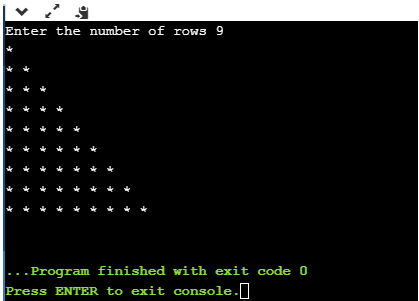 Enter the number of rows 9
*
* *
* * *
* * * *
* * * * *
* * * * * *
* * * * * * *
* * * * * * * *
* * * * * * * * *
...Program finished with exit code 0
Press ENTER to exit console.